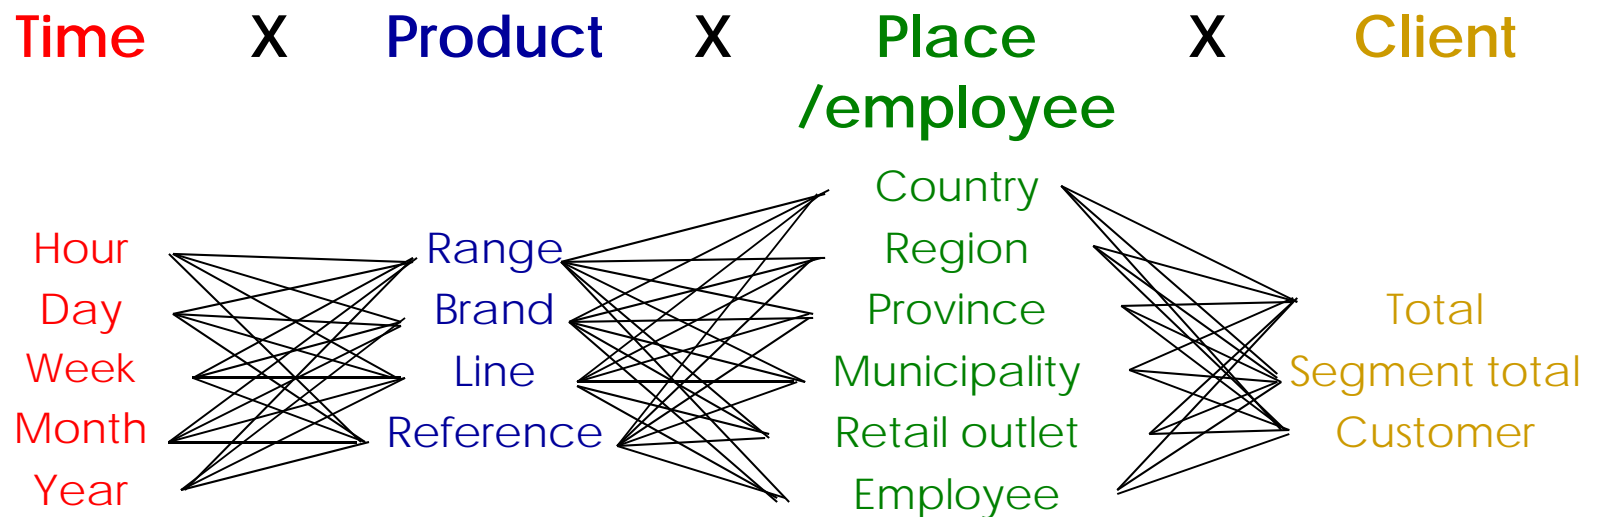 Time X Product X Place X Client
/employee
Country
Hour Range Region
Day Brand Province Total
Week Line Municipality Segment total
Month Reference Retail outlet Customer
Year Employee